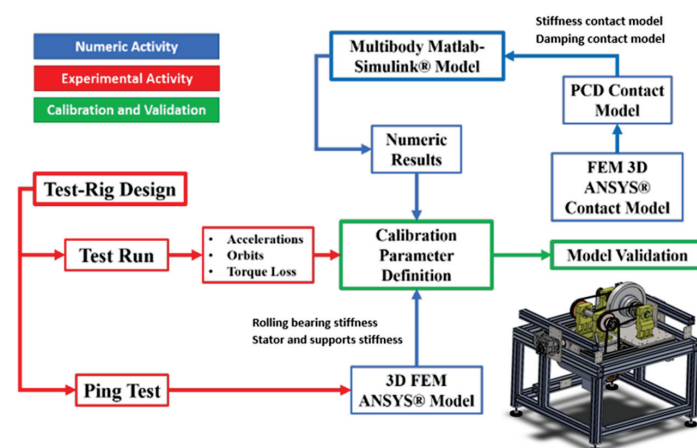 Numeric Activity
Experimental Activity
Calibration and Validation
Stiffness contact model
Damping contact model
Multibody Matlab-
Simulink® Model
PCD Contact
Model
Numeric
Results
FEM 3D
ANSYS®
Contact Model
Test-Rig Design
Test Run
• Accelerations
• Orbits
• Torque Loss
Calibration
Parameter
Definition
Model Validation
Rolling bearing stiffness
Stator and supports stiffness
Ping Test
3D FEM
ANSYS® Model